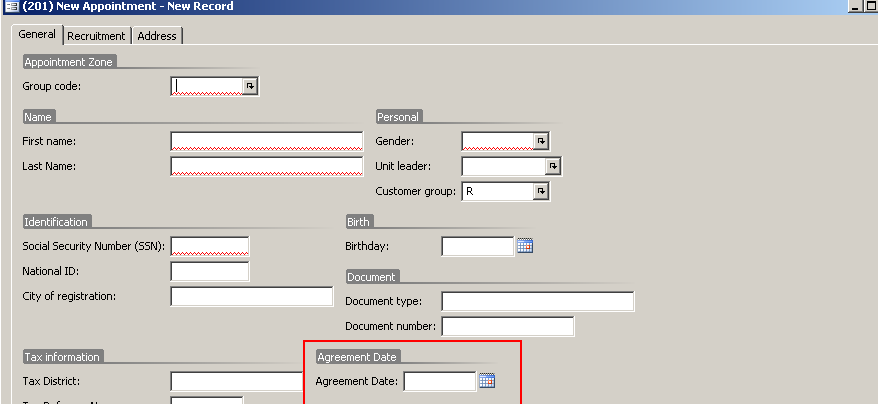 (201) New Appointment - New Record
General Recruitment Address
Appointment Zone
Group code:
Name Personal
First name: Gender:
Last Name: Unit leader:
Customer group: R
Identification Birth
Social Security Number (SSN): Birthday:
National ID:
Document
City of registration: Document type:
Document number:
Tax information Agreement Date
Tax District: Agreement Date: